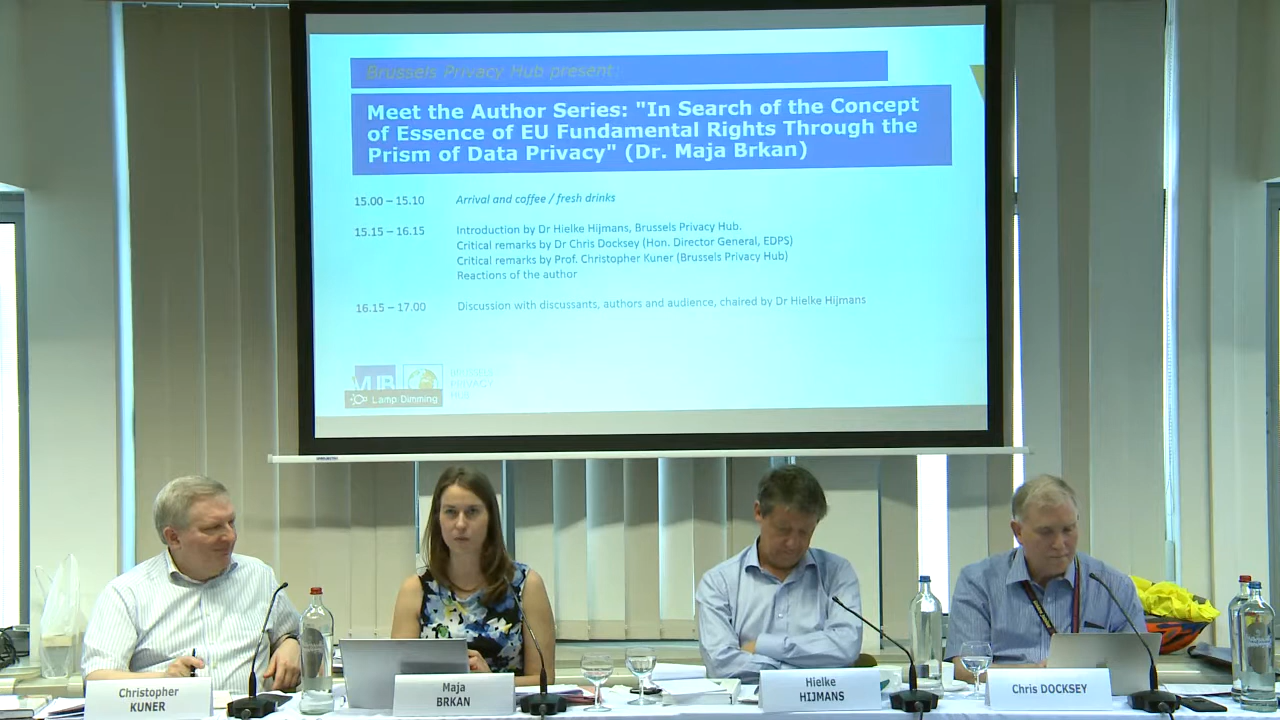 Brussels Privacy Hub present:
Meet the Author Series: "In Search of the Concept
of Essence of EU Fundamental Rights Through the
Prism of Data Privacy" (Dr. Maja Brkan)
15.00 – 15.10 Arrival and coffee / fresh drinks
15.15 – 16.15 Introduction by Dr Hielke Hijmans, Brussels Privacy Hub.
Critical remarks by Dr Chris Docksey (Hon. Director General, EDPS)
Critical remarks by Prof. Christopher Kuner (Brussels Privacy Hub)
Reactions of the author
16.15 – 17.00 Discussion with discussants, authors and audience, chaired by Dr Hielke Hijmans
VUB
BRUSSELS
PRIVACY
HUB
Lamp Dimming
Christopher
KUNER
Maja
BRKAN
Hielke
HIJMANS
Chris DOCKSEY